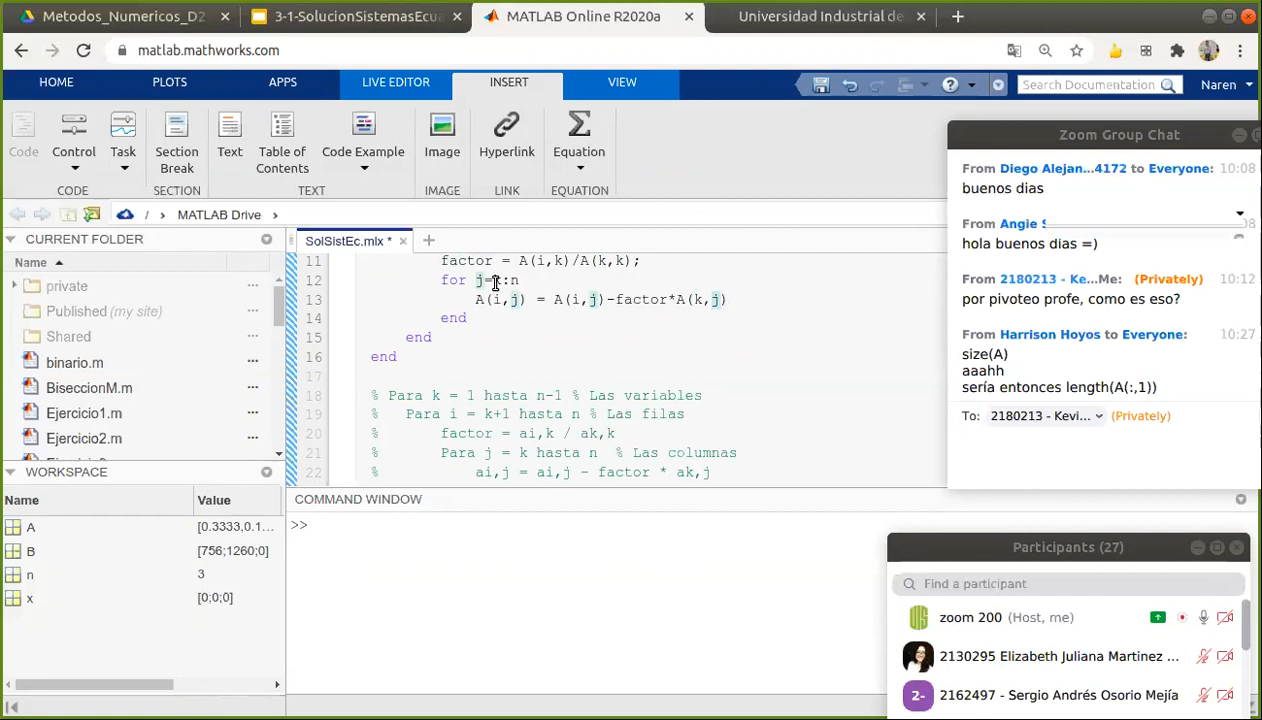 Metodos_Numericos_D2
3-1-SolucionSistemasEcua
MATLAB Online R2020a
Universidad Industrial de
matlab.mathworks.com
HOME
PLOTS
APPS
LIVE EDITOR
INSERT
VIEW
Search Documentation
Naren
Code
Control
Task
Section Break
Text
Table of Contents
Code Example
Image
Hyperlink
Equation
CODE
SECTION
TEXT
IMAGE
LINK
EQUATION
/ > MATLAB Drive >
CURRENT FOLDER
Name
private
Published (my site)
Shared
binario.m
BiseccionM.m
Ejercicio1.m
Ejercicio2.m
WORKSPACE
Name Value
A [0.3333,0.1...
B [756;1260;0]
n 3
x [0;0;0]
SolSistEc.mlx *
11 factor = A(i,k)/A(k,k);
12 for j= :n
13 A(i,j) = A(i,j)-factor*A(k,j)
14 end
15 end
16 end
17
18 % Para k = 1 hasta n-1 % Las variables
19 % Para i = k+1 hasta n % Las filas
20 % factor = ai,k / ak,k
21 % Para j = k hasta n % Las columnas
22 % ai,j = ai,j - factor * ak,j
COMMAND WINDOW
>>
Zoom Group Chat
From Diego Alejan...4172 to Everyone: 10:08
buenos dias
From Angie
hola buenos dias =)
From 2180213 - Ke...Me: (Privately) 10:12
por pivoteo profe, como es eso?
From Harrison Hoyos to Everyone: 10:27
size(A)
aaahh
sería entonces length(A(:,1))
To: 2180213 - Kevi... (Privately)
Participants (27)
Find a participant
zoom 200 (Host, me)
2130295 Elizabeth Juliana Martinez ...
2- 2162497 - Sergio Andrés Osorio Mejía